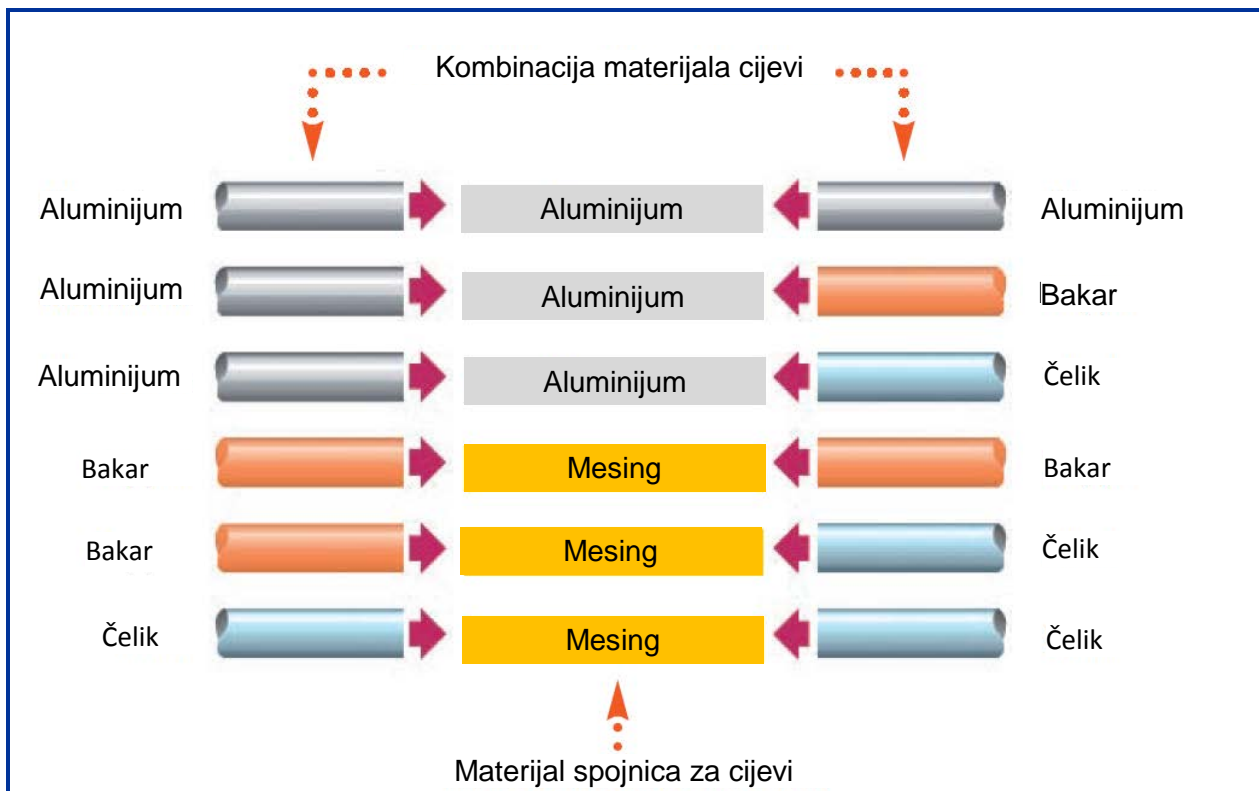 Kombinacija materijala cijevi
Aluminijum Aluminijum Aluminijum
Aluminijum Aluminijum Bakar
Aluminijum Aluminijum Čelik
Bakar Mesing Bakar
Bakar Mesing Čelik
Čelik Mesing Čelik
Materijal spojnica za cijevi